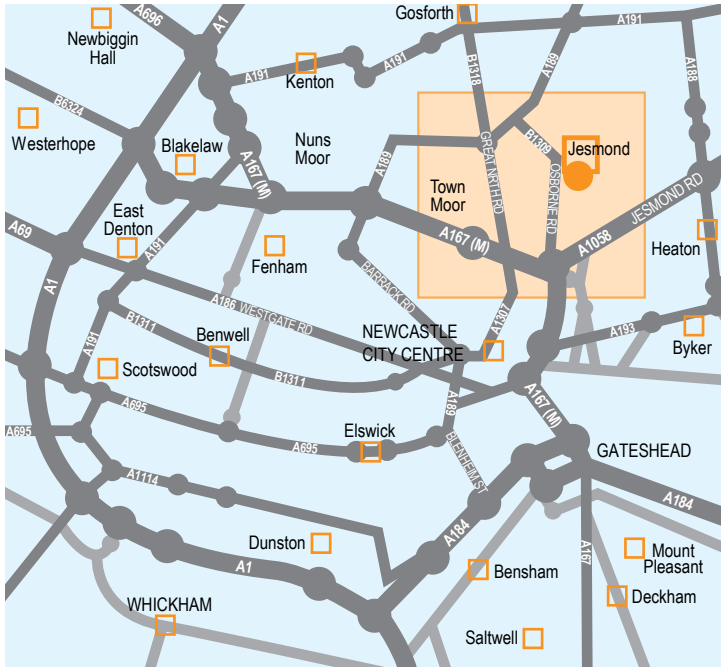 A696
A1
Gosforth
Newbiggin
Hall
A191
A191
A191
Kenton
B1318
A189
A188
B6324
Westerhope
Blakelaw
Nuns
Moor
A167 (M)
A189
GREAT NRTH RD
B1309
Jesmond
OSBORNE RD
Town
Moor
JESMOND RD
A1058
A69
East
Denton
A191
Fenham
A167 (M)
Heaton
A1
BARRACK RD
A186 WESTGATE RD
B1311
Benwell
NEWCASTLE
CITY CENTRE
A1307
A193
Byker
A191
Scotswood
B1311
A695
A189
A167 (M)
A695
A695
Elswick
BLENHEIM ST
GATESHEAD
A1114
A184
A184
A167
Dunston
A1
Bensham
Mount
Pleasant
Deckham
WHICKHAM
Saltwell